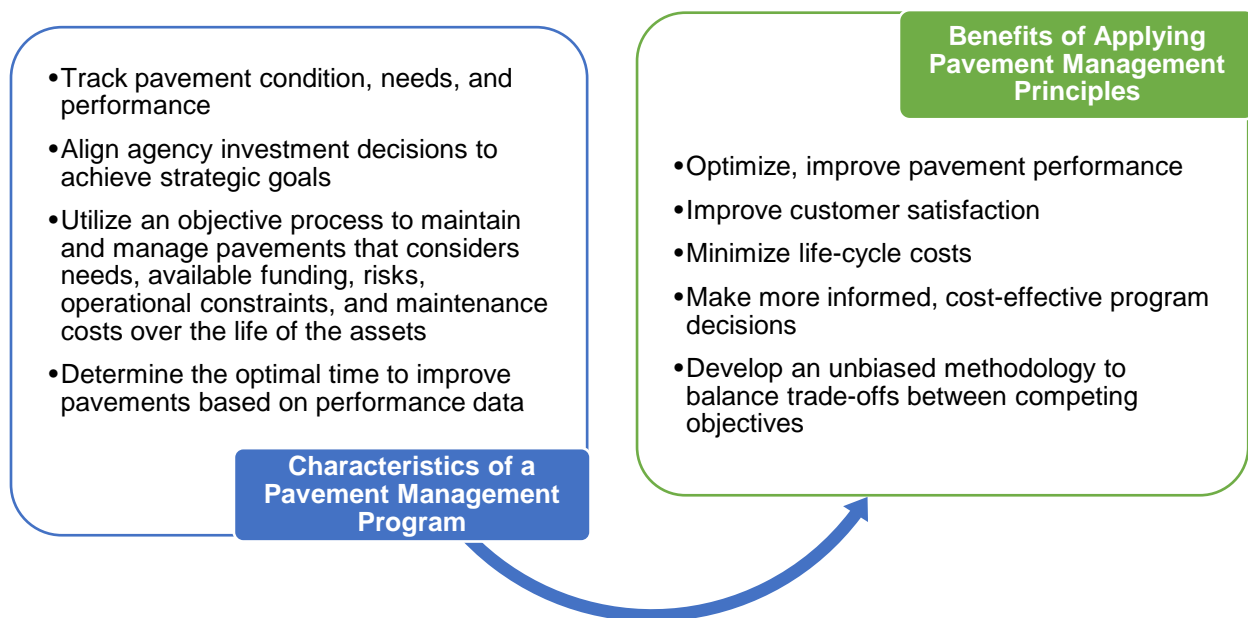 •Track pavement condition, needs, and
performance
•Align agency investment decisions to
achieve strategic goals
•Utilize an objective process to maintain
and manage pavements that considers
needs, available funding, risks,
operational constraints, and maintenance
costs over the life of the assets
•Determine the optimal time to improve
pavements based on performance data
Characteristics of a
Pavement Management
Program
Benefits of Applying
Pavement Management
Principles
•Optimize, improve pavement performance
•Improve customer satisfaction
•Minimize life-cycle costs
•Make more informed, cost-effective program
decisions
•Develop an unbiased methodology to
balance trade-offs between competing
objectives